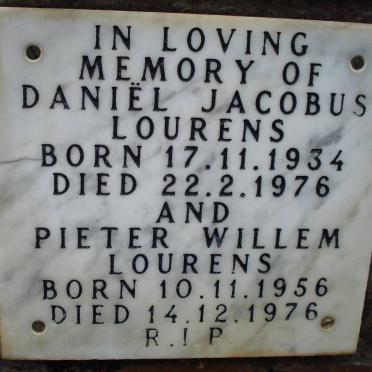 IN LOVING
MEMORY OF
DANIËL JACOBUS
LOURENS
BORN 17.11.1934
DIED 22.2.1976
AND
PIETER WILLEM
LOURENS
BORN 10.11.1956
DIED 14.12.1976
R.I.P